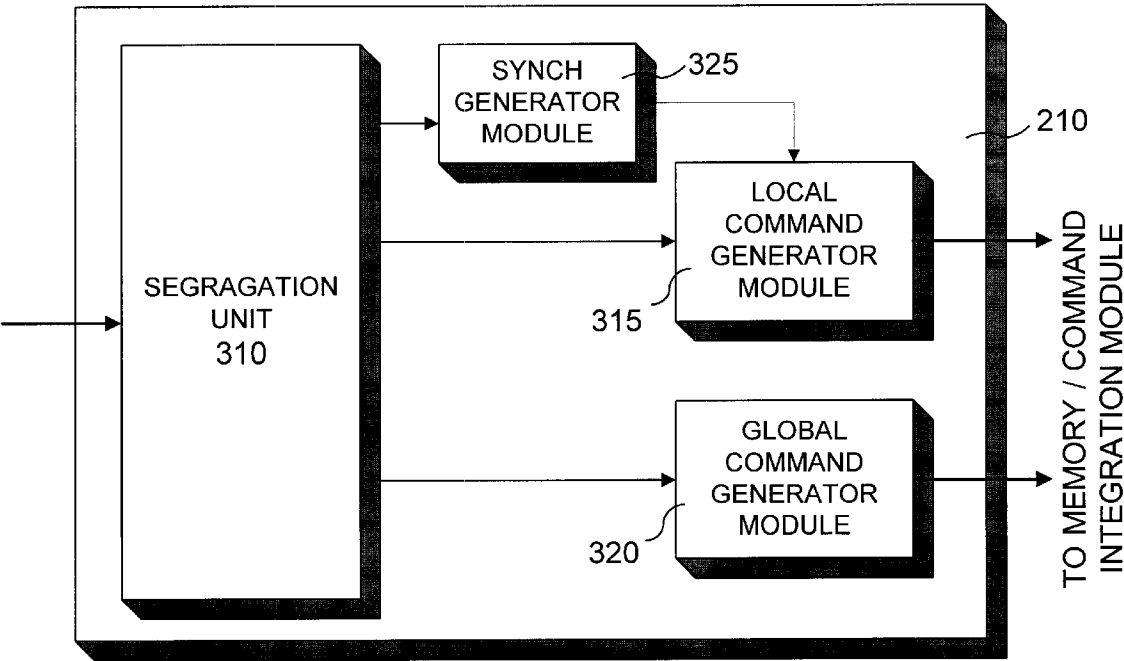 SEGRAGATION
UNIT
310
SYNCH
GENERATOR
MODULE
325
210
LOCAL
COMMAND
GENERATOR
MODULE
315
GLOBAL
COMMAND
GENERATOR
MODULE
320
TO MEMORY / COMMAND
INTEGRATION MODULE